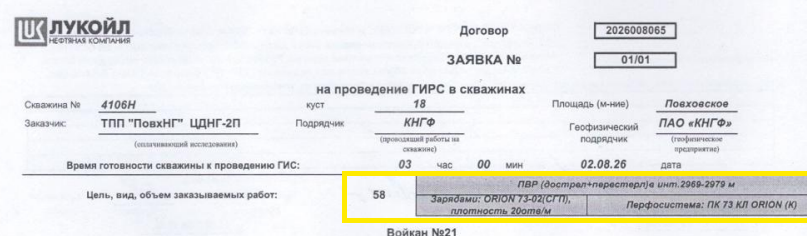 ЛУКОЙЛ
НЕФТЯНАЯ КОМПАНИЯ
Договор 2026008065
ЗАЯВКА № 01/01
на проведение ГИРС в скважинах
Скважина № 4106Н куст 18 Площадь (м-ние) Повховское
Заказчик: ТПП "ПовхНГ" ЦДНГ-2П Подрядчик КНГФ Геофизический подрядчик ПАО «КНГФ»
(оплачивающий исследования) (проводящий работы на скважине) (геофизическое предприятие)
Время готовности скважины к проведению ГИС: 03 час 00 мин 02.08.26 дата
Цель, вид, объем заказываемых работ: 58 ПВР (дострел+перестрел)в инт.2969-2979 м
Зарядами: ORION 73-02(СГП), плотность 20отв/м Перфосистема: ПК 73 КЛ ORION (К)
Войкан №21